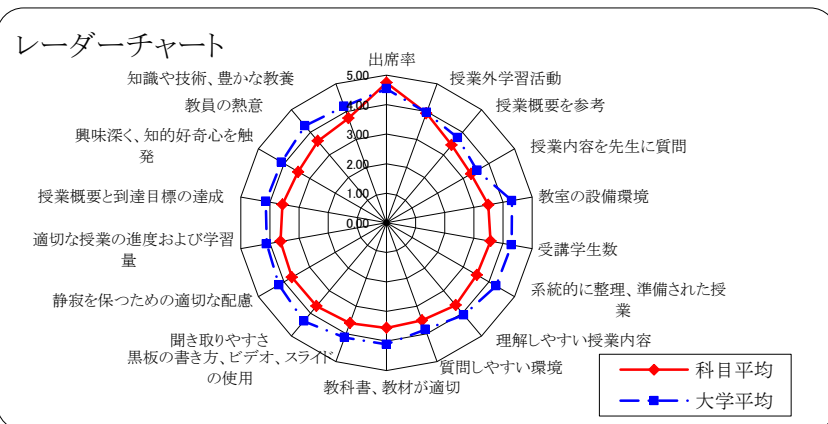 レーダーチャート
出席率
授業外学習活動
授業概要を参考
授業内容を先生に質問
教室の設備環境
受講学生数
系統的に整理、準備された授
業
理解しやすい授業内容
質問しやすい環境
教科書、教材が適切
黒板の書き方、ビデオ、スライド
の使用
聞き取りやすさ
静寂を保つための適切な配慮
適切な授業の進度および学習
量
授業概要と到達目標の達成
興味深く、知的好奇心を触
発
教員の熱意
知識や技術、豊かな教養
5.00
4.00
3.00
2.00
1.00
0.00
科目平均
大学平均